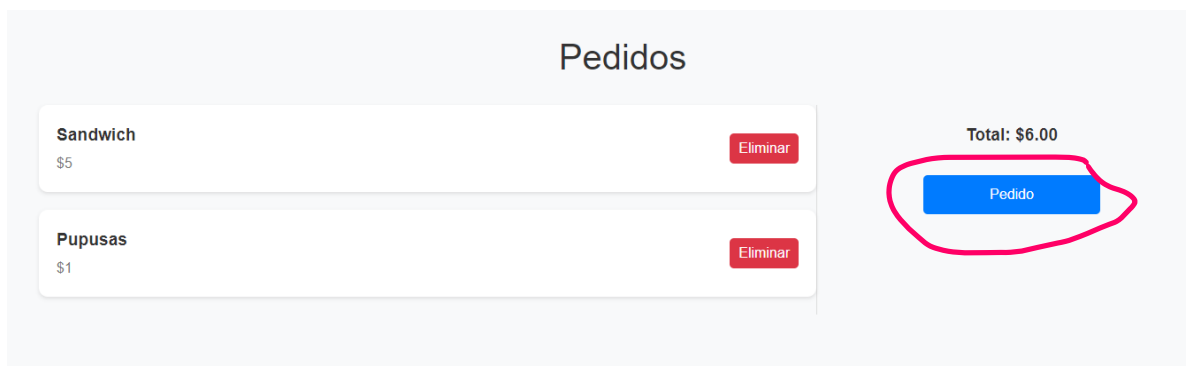 Pedidos
Sandwich
$5
Eliminar
Pupusas
$1
Eliminar
Total: $6.00
Pedido